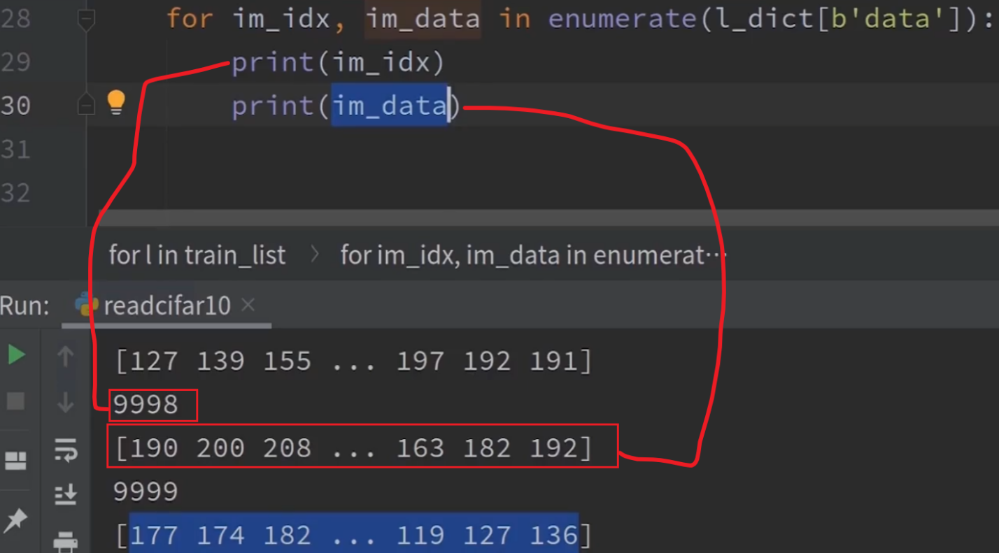 28 for im_idx, im_data in enumerate(l_dict[b'data']):
29 print(im_idx)
30 print(im_data)
31
32
for l in train_list > for im_idx, im_data in enumerat…
Run: readcifar10 ×
[127 139 155 ... 197 192 191]
9998
[190 200 208 ... 163 182 192]
9999
[177 174 182 ... 119 127 136]